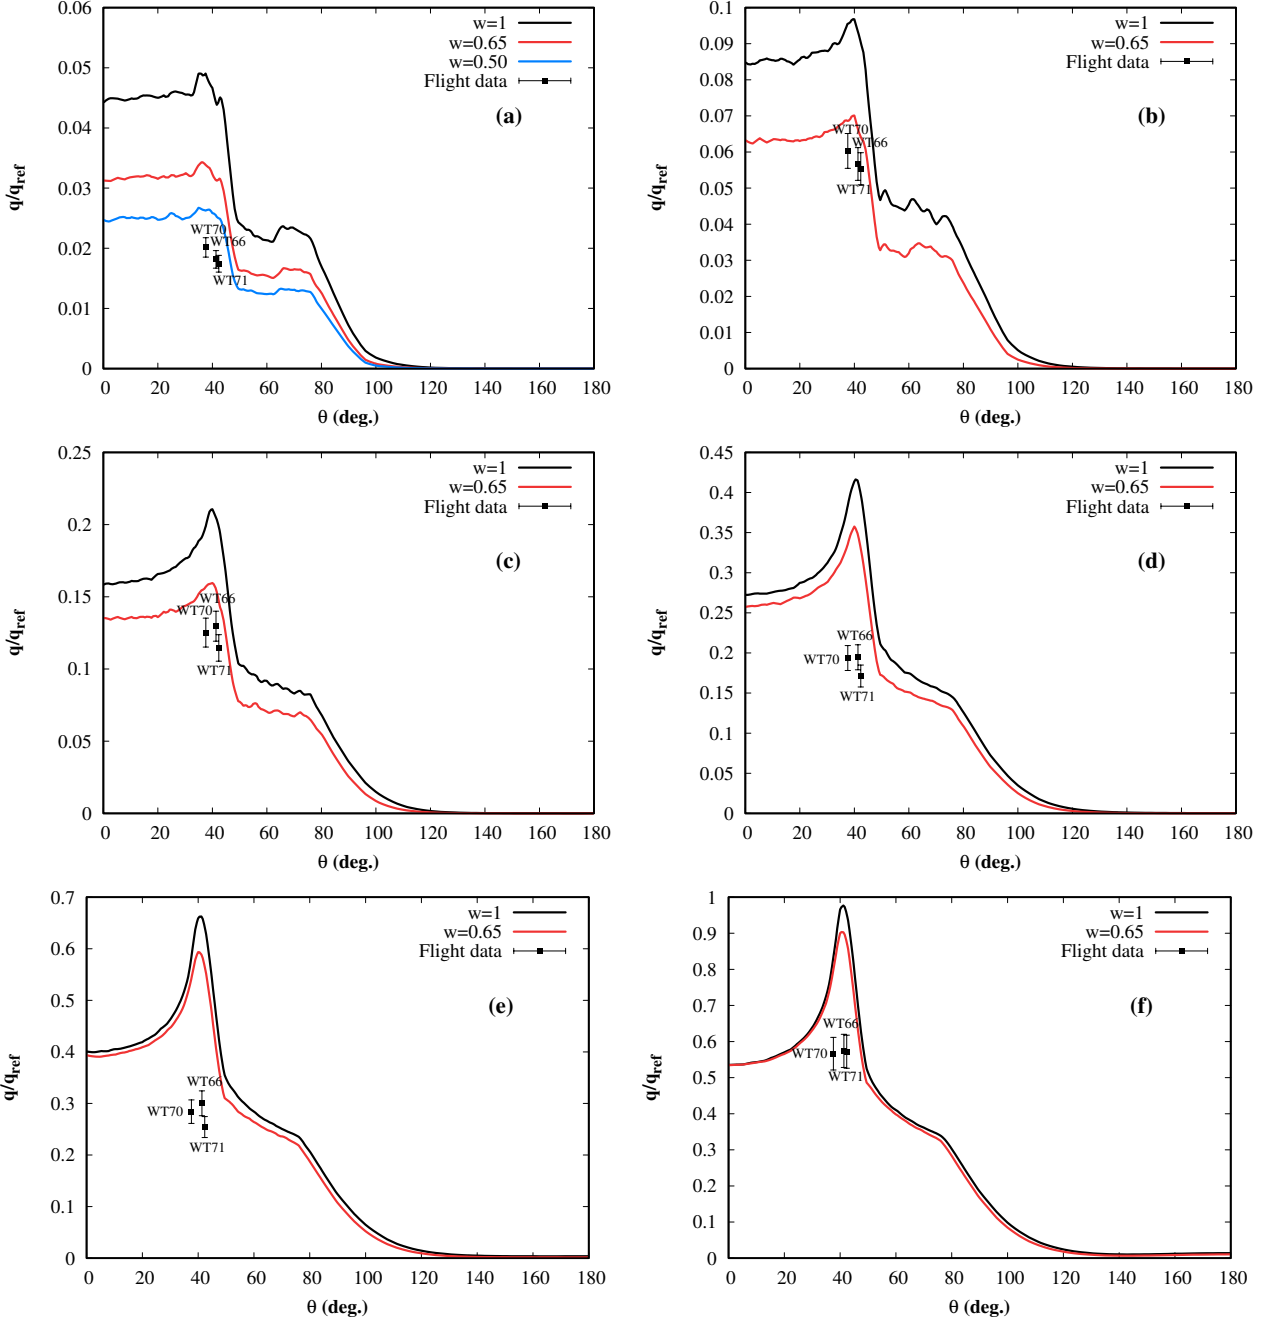 0.06
0.05
0.04
0.03
0.02
0.01
0
q/q_ref
w=1
w=0.65
w=0.50
Flight data
(a)
WT70
WT66
WT71
0 20 40 60 80 100 120 140 160 180
θ (deg.)
0.1
0.09
0.08
0.07
0.06
0.05
0.04
0.03
0.02
0.01
0
q/q_ref
w=1
w=0.65
Flight data
(b)
WT70
WT66
WT71
0 20 40 60 80 100 120 140 160 180
θ (deg.)
0.25
0.2
0.15
0.1
0.05
0
q/q_ref
w=1
w=0.65
Flight data
(c)
WT66
WT70
WT71
0 20 40 60 80 100 120 140 160 180
θ (deg.)
0.45
0.4
0.35
0.3
0.25
0.2
0.15
0.1
0.05
0
q/q_ref
w=1
w=0.65
Flight data
(d)
WT66
WT70
WT71
0 20 40 60 80 100 120 140 160 180
θ (deg.)
0.7
0.6
0.5
0.4
0.3
0.2
0.1
0
q/q_ref
w=1
w=0.65
Flight data
(e)
WT66
WT70
WT71
0 20 40 60 80 100 120 140 160 180
θ (deg.)
1
0.9
0.8
0.7
0.6
0.5
0.4
0.3
0.2
0.1
0
q/q_ref
w=1
w=0.65
Flight data
(f)
WT66
WT70
WT71
0 20 40 60 80 100 120 140 160 180
θ (deg.)